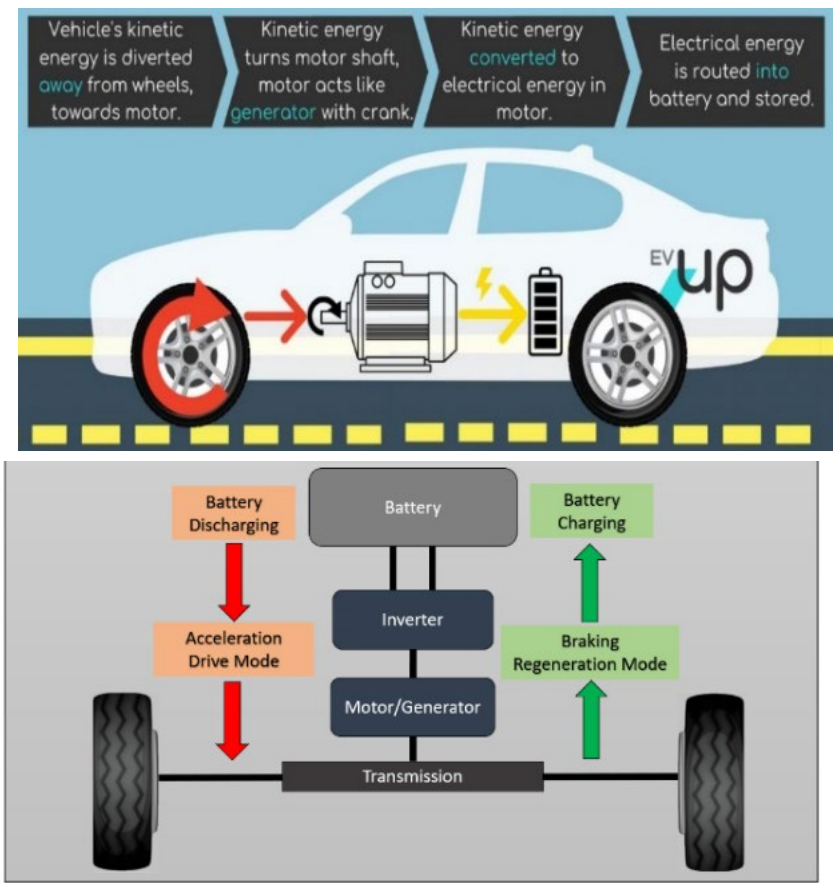 Vehicle's kinetic
energy is diverted
away from wheels,
towards motor.
Kinetic energy
turns motor shaft,
motor acts like
generator with crank.
Kinetic energy
converted to
electrical energy in
motor.
Electrical energy
is routed into
battery and stored.
EV up
Battery
Discharging
Battery
Battery
Charging
Inverter
Acceleration
Drive Mode
Braking
Regeneration Mode
Motor/Generator
Transmission